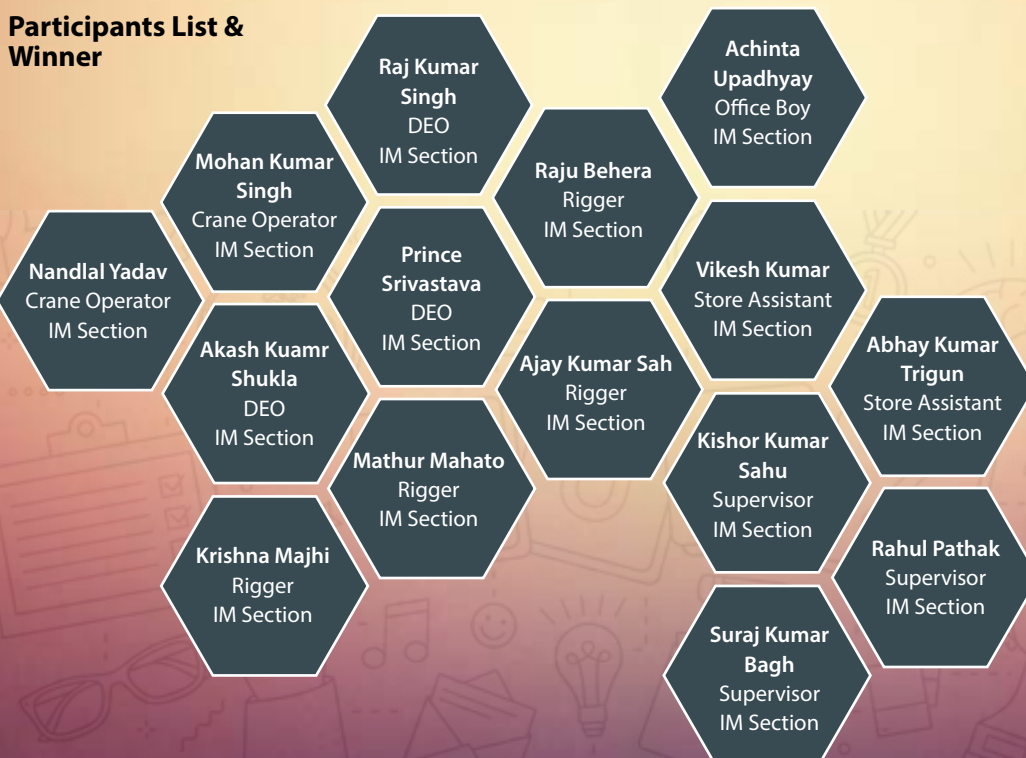 Participants List &
Winner
Raj Kumar
Singh
DEO
IM Section
Achinta
Upadhyay
Office Boy
IM Section
Mohan Kumar
Singh
Crane Operator
IM Section
Raju Behera
Rigger
IM Section
Nandlal Yadav
Crane Operator
IM Section
Prince
Srivastava
DEO
IM Section
Vikesh Kumar
Store Assistant
IM Section
Akash Kuamr
Shukla
DEO
IM Section
Ajay Kumar Sah
Rigger
IM Section
Abhay Kumar
Trigun
Store Assistant
IM Section
Mathur Mahato
Rigger
IM Section
Kishor Kumar
Sahu
Supervisor
IM Section
Krishna Majhi
Rigger
IM Section
Rahul Pathak
Supervisor
IM Section
Suraj Kumar
Bagh
Supervisor
IM Section